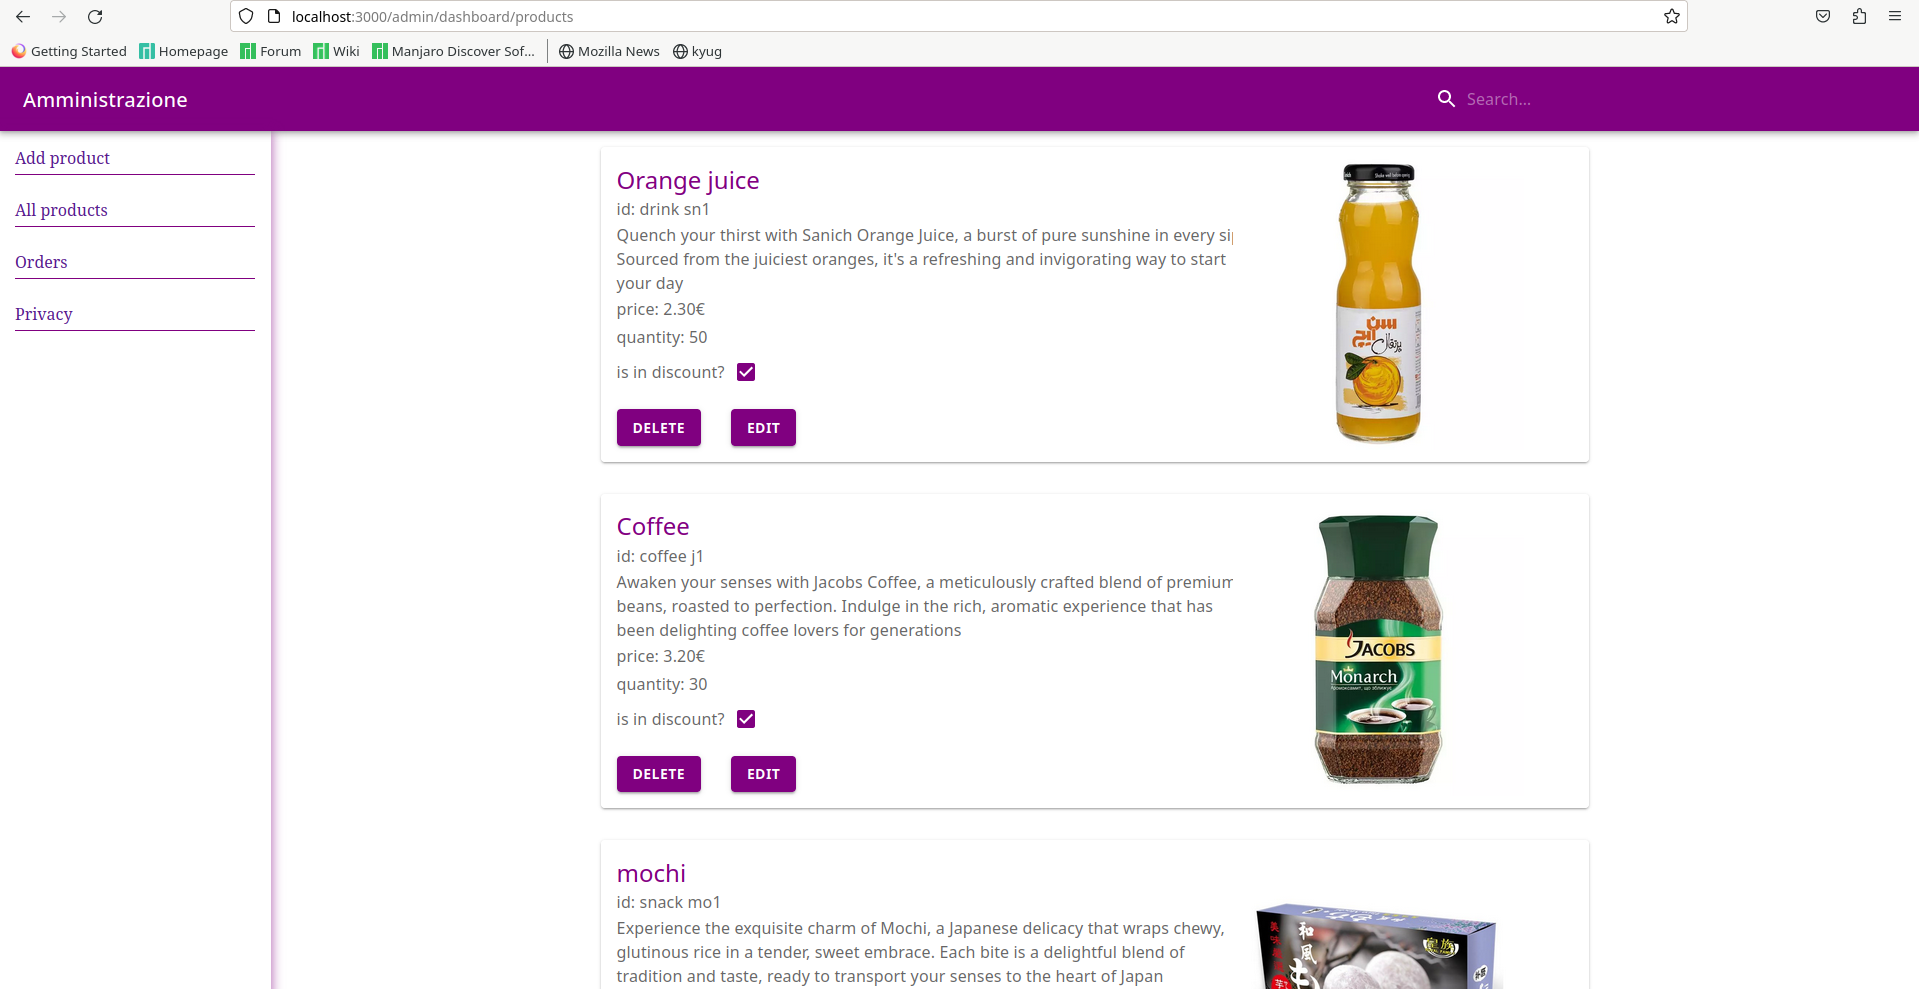 localhost:3000/admin/dashboard/products
Getting Started Homepage Forum Wiki Manjaro Discover Sof... Mozilla News kyug
Amministrazione
Search...
Add product
All products
Orders
Privacy
Orange juice
id: drink sn1
Quench your thirst with Sanich Orange Juice, a burst of pure sunshine in every
Sourced from the juiciest oranges, it's a refreshing and invigorating way to start
your day
price: 2.30€
quantity: 50
is in discount?
DELETE EDIT
سن ایچ
پرتقال
Coffee
id: coffee j1
Awaken your senses with Jacobs Coffee, a meticulously crafted blend of premium
beans, roasted to perfection. Indulge in the rich, aromatic experience that has
been delighting coffee lovers for generations
price: 3.20€
quantity: 30
is in discount?
DELETE EDIT
JACOBS
Monarch
mochi
id: snack mo1
Experience the exquisite charm of Mochi, a Japanese delicacy that wraps chewy,
glutinous rice in a tender, sweet embrace. Each bite is a delightful blend of
tradition and taste, ready to transport your senses to the heart of Japan
和風